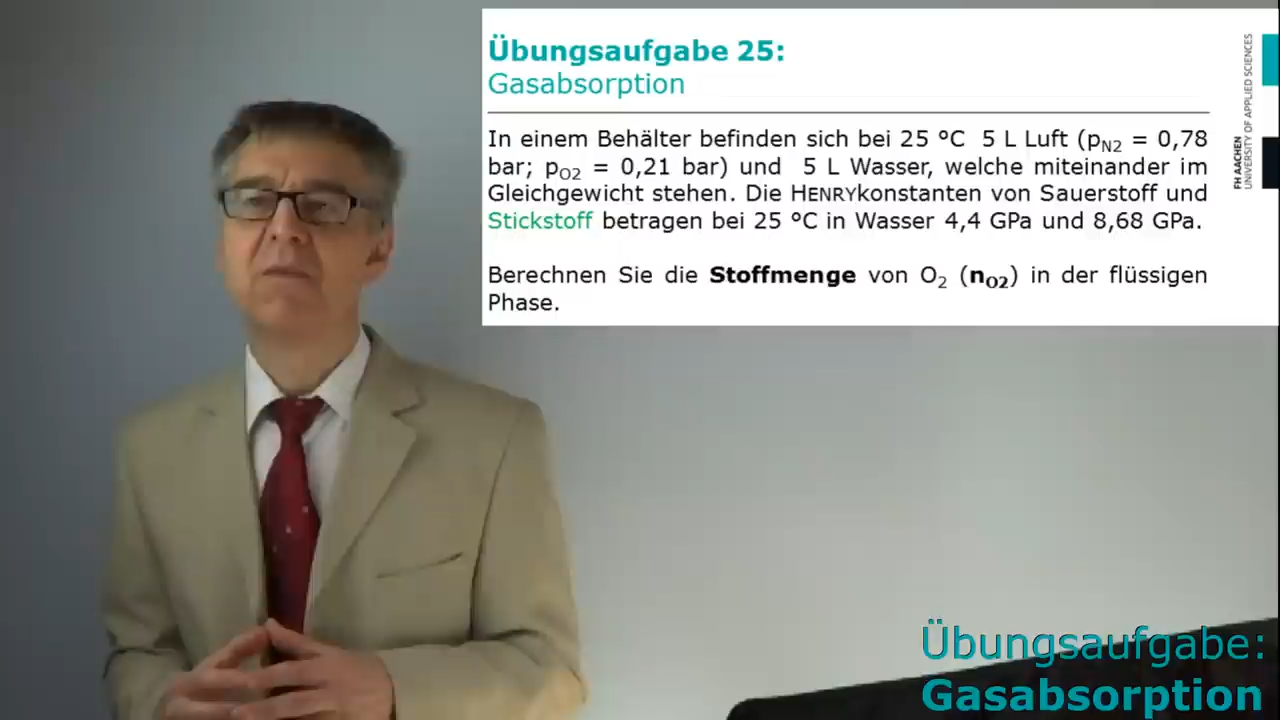 Übungsaufgabe 25:
Gasabsorption
In einem Behälter befinden sich bei 25 °C 5 L Luft (pN2 = 0,78
bar; pO2 = 0,21 bar) und 5 L Wasser, welche miteinander im
Gleichgewicht stehen. Die HENRYkonstanten von Sauerstoff und
Stickstoff betragen bei 25 °C in Wasser 4,4 GPa und 8,68 GPa.
Berechnen Sie die Stoffmenge von O2 (nO2) in der flüssigen
Phase.
FH AACHEN
UNIVERSITY OF APPLIED SCIENCES
Übungsaufgabe:
Gasabsorption